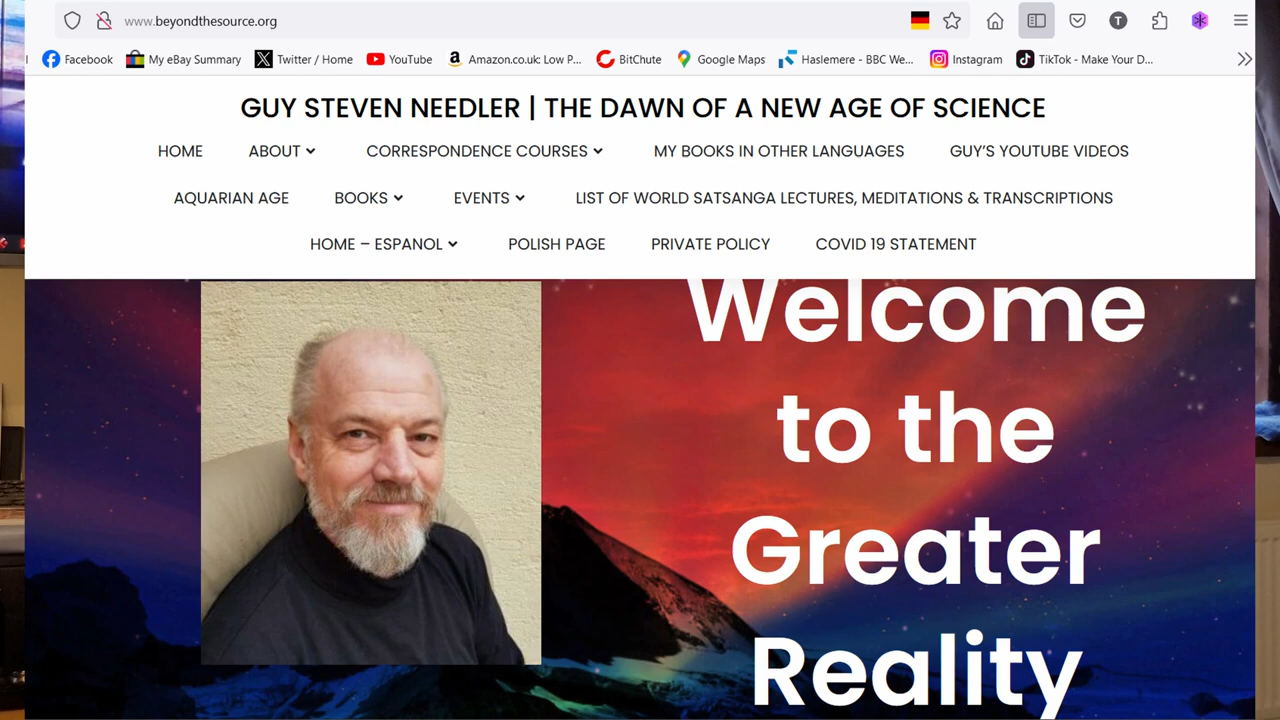 www.beyondthesource.org
Facebook My eBay Summary Twitter / Home YouTube Amazon.co.uk: Low P... BitChute Google Maps Haslemere - BBC We... Instagram TikTok - Make Your D...
GUY STEVEN NEEDLER | THE DAWN OF A NEW AGE OF SCIENCE
HOME ABOUT CORRESPONDENCE COURSES MY BOOKS IN OTHER LANGUAGES GUY'S YOUTUBE VIDEOS
AQUARIAN AGE BOOKS EVENTS LIST OF WORLD SATSANGA LECTURES, MEDITATIONS & TRANSCRIPTIONS
HOME – ESPANOL POLISH PAGE PRIVATE POLICY COVID 19 STATEMENT
Welcome
to the
Greater
Reality